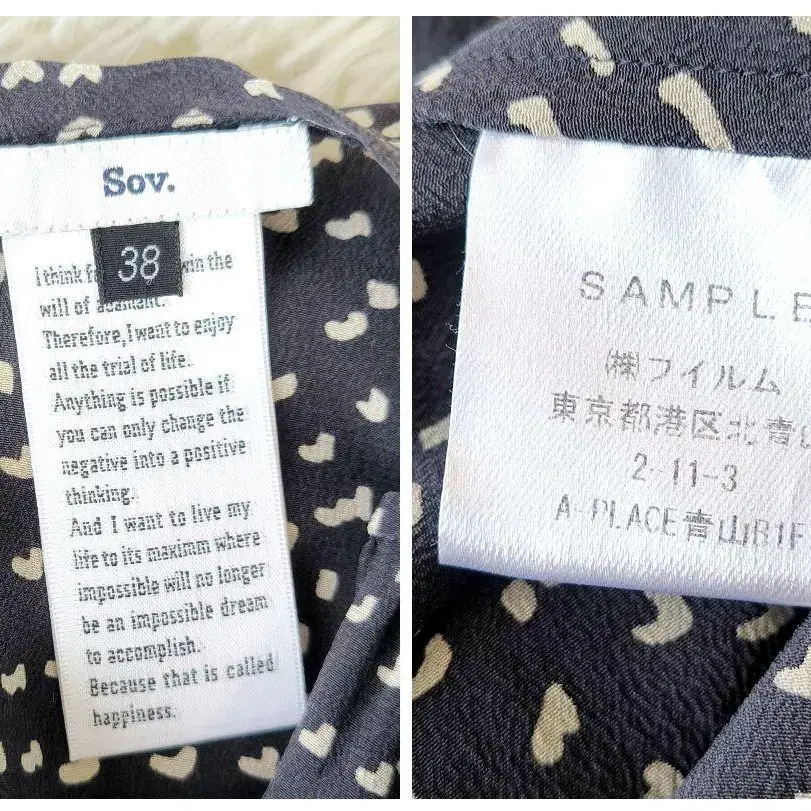 Sov.
38
I think in the
will of adamant.
Therefore,I want to enjoy
all the trial of life.
Anything is possible if
you can only change the
negative into a positive
thinking.
And I want to live my
life to its maximm where
impossible will no longer
be an impossible dream
to accomplish.
Because that is called
happiness.
SAMPLE
㈱フイルム
東京都港区北青山
2-11-3
A-PLACE青山B1F